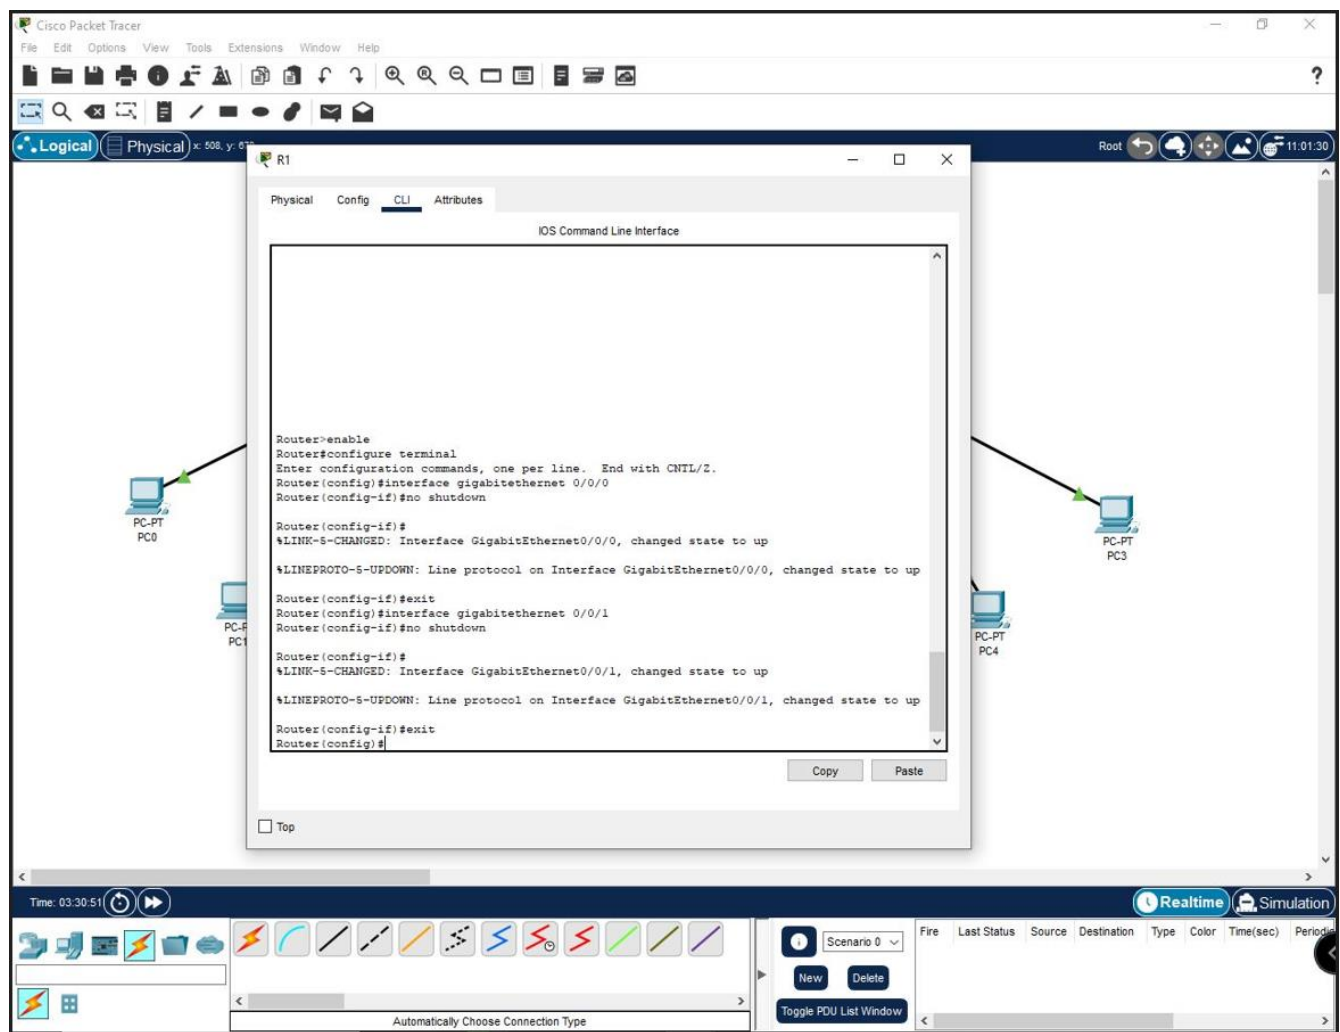 Cisco Packet Tracer
File Edit Options View Tools Extensions Window Help
?
Logical Physical x: 508, y:
Root 11:01:30
R1
Physical Config CLI Attributes
IOS Command Line Interface
Router>enable
Router#configure terminal
Enter configuration commands, one per line. End with CNTL/Z.
Router(config)#interface gigabitethernet 0/0/0
Router(config-if)#no shutdown
Router(config-if)#
%LINK-5-CHANGED: Interface GigabitEthernet0/0/0, changed state to up
%LINEPROTO-5-UPDOWN: Line protocol on Interface GigabitEthernet0/0/0, changed state to up
Router(config-if)#exit
Router(config)#interface gigabitethernet 0/0/1
Router(config-if)#no shutdown
Router(config-if)#
%LINK-5-CHANGED: Interface GigabitEthernet0/0/1, changed state to up
%LINEPROTO-5-UPDOWN: Line protocol on Interface GigabitEthernet0/0/1, changed state to up
Router(config-if)#exit
Router(config)#
Copy Paste
Top
PC-PT
PC0
PC-P
PC1
PC-PT
PC3
PC-PT
PC4
Time: 03:30:51
Realtime Simulation
Automatically Choose Connection Type
Scenario 0
New Delete
Toggle PDU List Window
Fire Last Status Source Destination Type Color Time(sec) Periodic